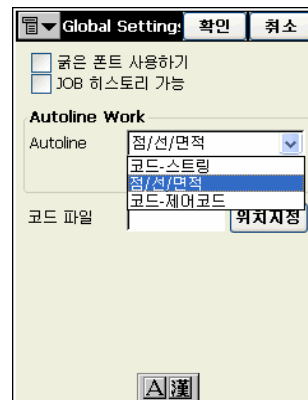 Global Settings 확인 취소
굵은 폰트 사용하기
JOB 히스토리 가능
Autoline Work
Autoline 점/선/면적
코드-스트링
점/선/면적
코드-제어코드
코드 파일 위치지정
A 漢